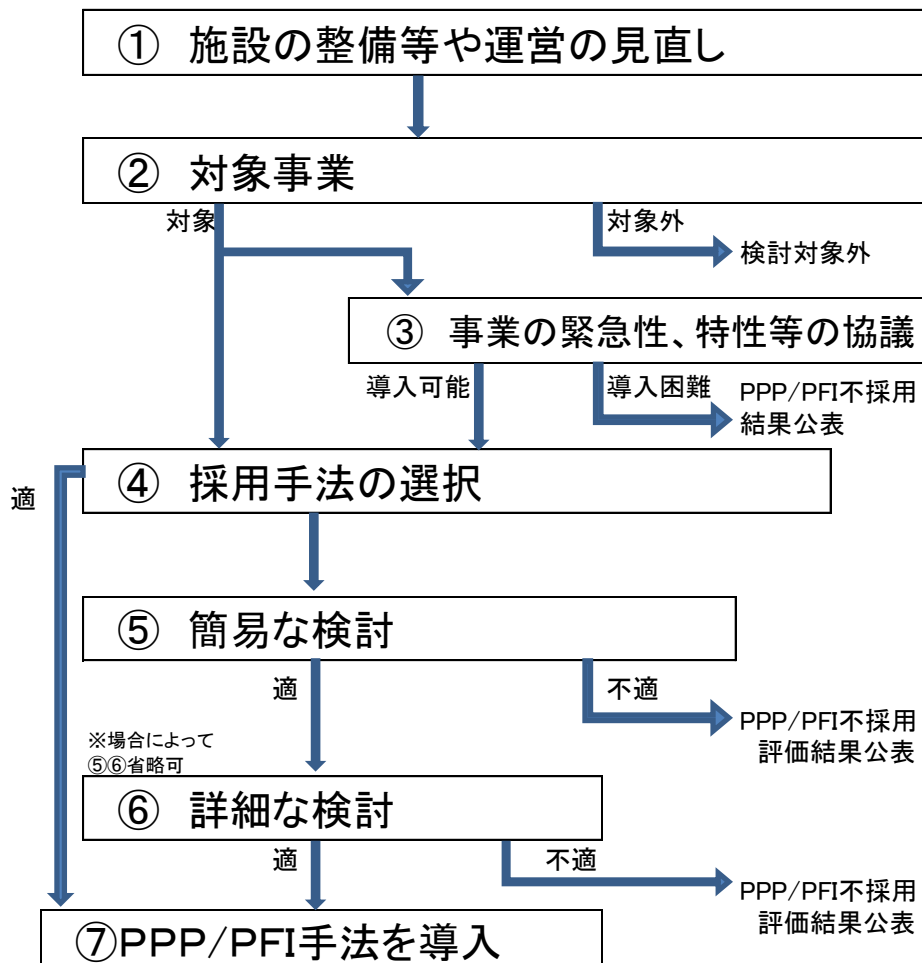 ① 施設の整備等や運営の見直し
② 対象事業
対象
対象外
検討対象外
③ 事業の緊急性、特性等の協議
導入可能
導入困難
PPP/PFI不採用
結果公表
④ 採用手法の選択
適
⑤ 簡易な検討
適
不適
PPP/PFI不採用
評価結果公表
※場合によって
⑤⑥省略可
⑥ 詳細な検討
適
不適
PPP/PFI不採用
評価結果公表
⑦PPP/PFI手法を導入